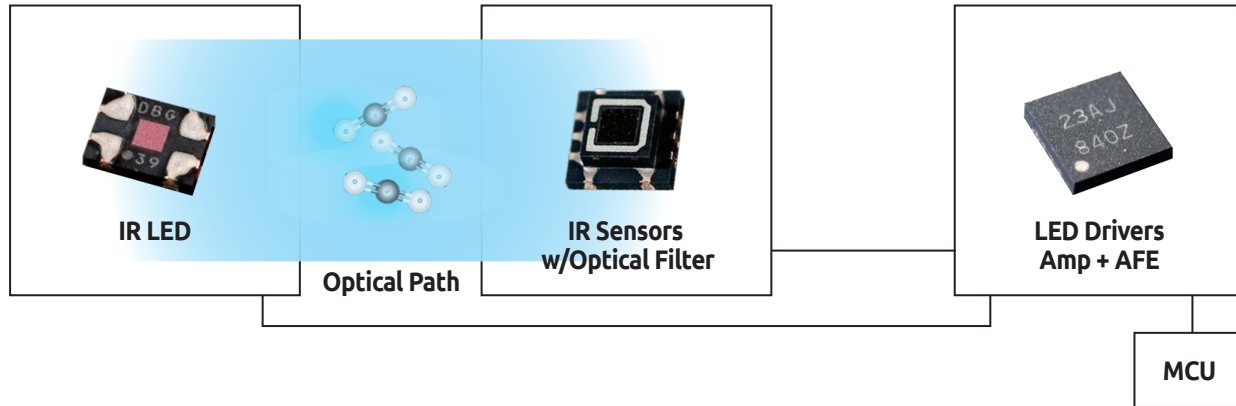 DBG
39
IR LED
Optical Path
IR Sensors
w/Optical Filter
23AJ
840Z
LED Drivers
Amp + AFE
MCU